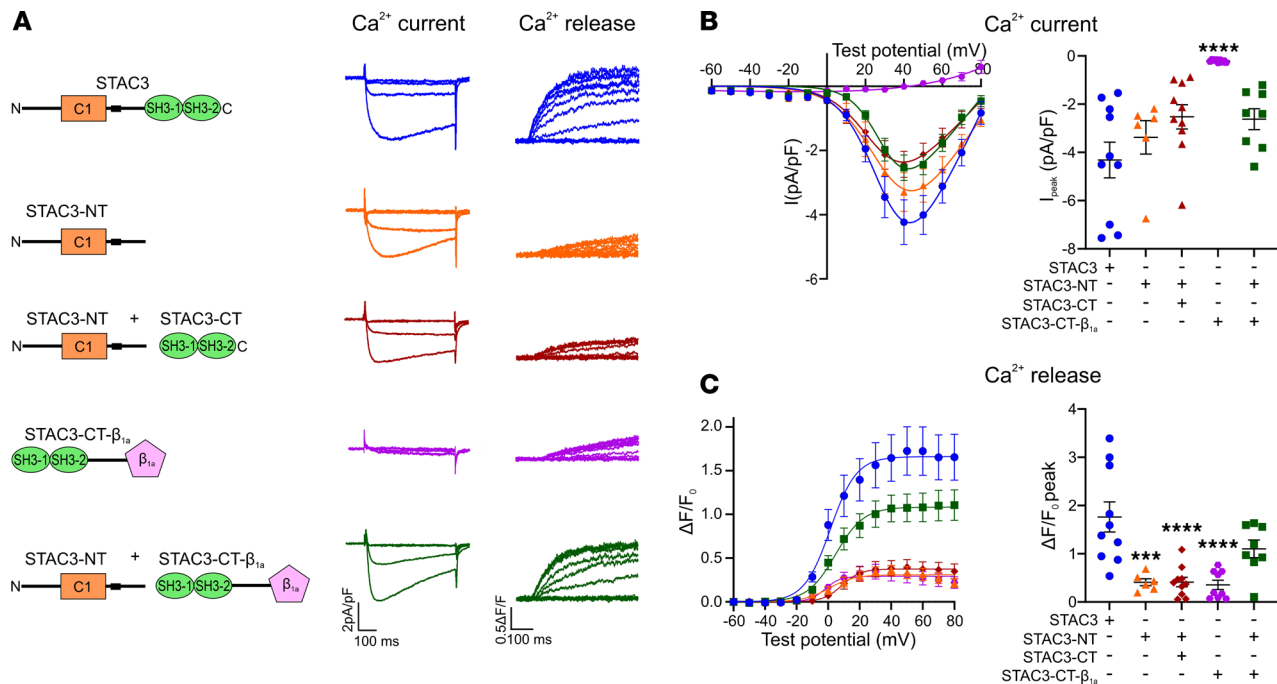 A
Ca2+ current
Ca2+ release
STAC3
N
C1
SH3-1
SH3-2
C
STAC3-NT
N
C1
STAC3-NT + STAC3-CT
N
C1
SH3-1
SH3-2
C
STAC3-CT-β1a
SH3-1
SH3-2
β1a
STAC3-NT + STAC3-CT-β1a
N
C1
SH3-1
SH3-2
β1a
2pA/pF
100 ms
0.5ΔF/F
100 ms
B
Ca2+ current
Test potential (mV)
-60 -40 -20 20 40 60 80
-2
-4
-6
I(pA/pF)
****
0
-2
-4
-6
-8
Ipeak (pA/pF)
STAC3 + - - - -
STAC3-NT - + + - +
STAC3-CT - - + - -
STAC3-CT-β1a - - - + +
C
Ca2+ release
2.0
1.5
1.0
0.5
0.0
ΔF/F0
-60 -40 -20 0 20 40 60 80
Test potential (mV)
4
3
2
1
0
ΔF/F0 peak
*** **** ****
STAC3 + - - - -
STAC3-NT - + + - +
STAC3-CT - - + - -
STAC3-CT-β1a - - - + +